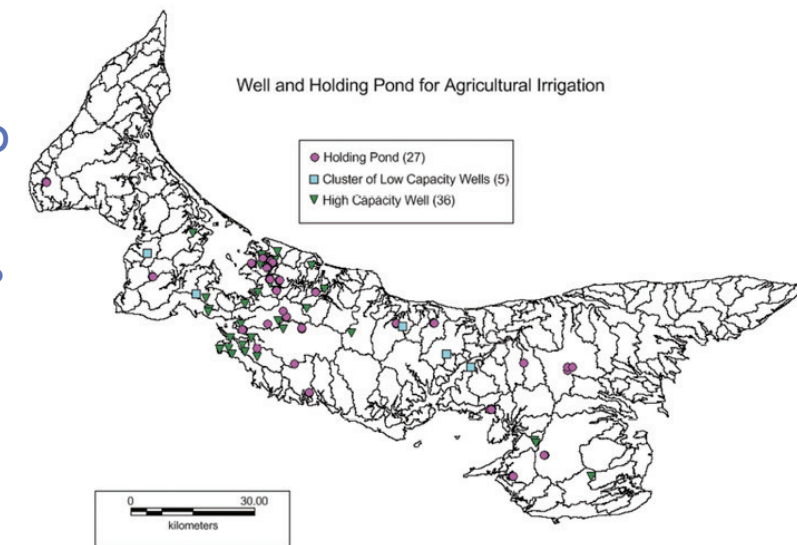 Well and Holding Pond for Agricultural Irrigation
Holding Pond (27)
Cluster of Low Capacity Wells (5)
High Capacity Well (36)
0 30.00
kilometers